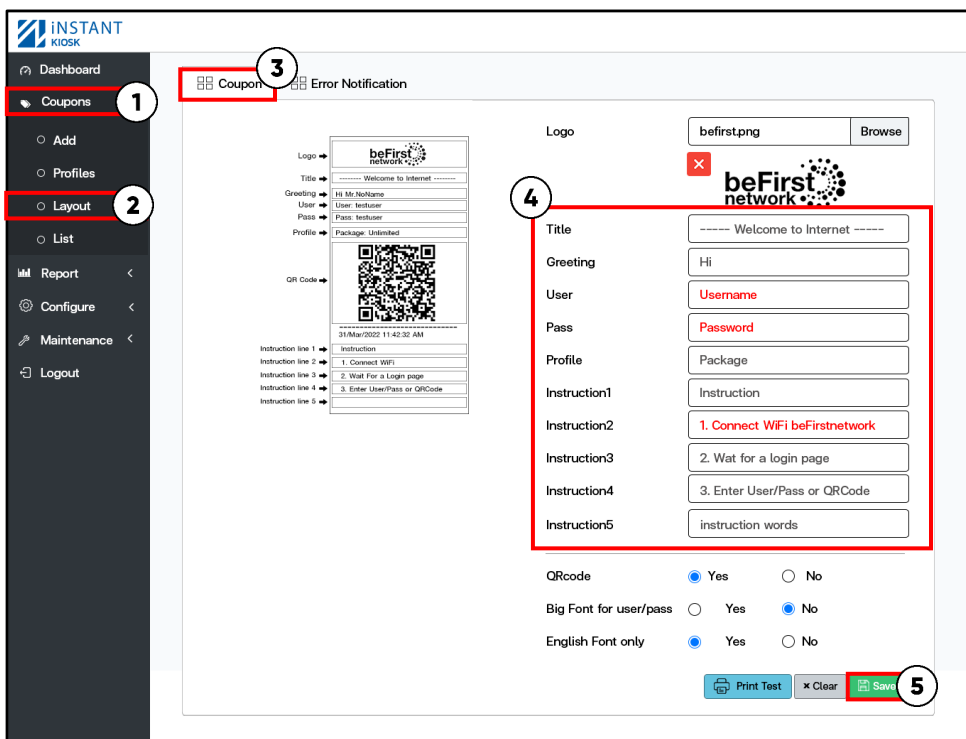 iNSTANT
KIOSK
Dashboard
Coupons
1
Add
Profiles
Layout
2
List
Report
Configure
Maintenance
Logout
3
Coupon
Error Notification
Logo
beFirst
network
Title
-------- Welcome to Internet --------
Greeting
Hi Mr.NoName
User
User: testuser
Pass
Pass: testuser
Profile
Package: Unlimited
QR Code
31/Mar/2022 11:42:32 AM
Instruction line 1
Instruction
Instruction line 2
1. Connect WiFi
Instruction line 3
2. Wait For a Login page
Instruction line 4
3. Enter User/Pass or QRCode
Instruction line 5
Logo
befirst.png
Browse
beFirst
network
4
Title
----- Welcome to Internet -----
Greeting
Hi
User
Username
Pass
Password
Profile
Package
Instruction1
Instruction
Instruction2
1. Connect WiFi beFirstnetwork
Instruction3
2. Wat for a login page
Instruction4
3. Enter User/Pass or QRCode
Instruction5
instruction words
QRcode
Yes
No
Big Font for user/pass
Yes
No
English Font only
Yes
No
Print Test
× Clear
Save
5